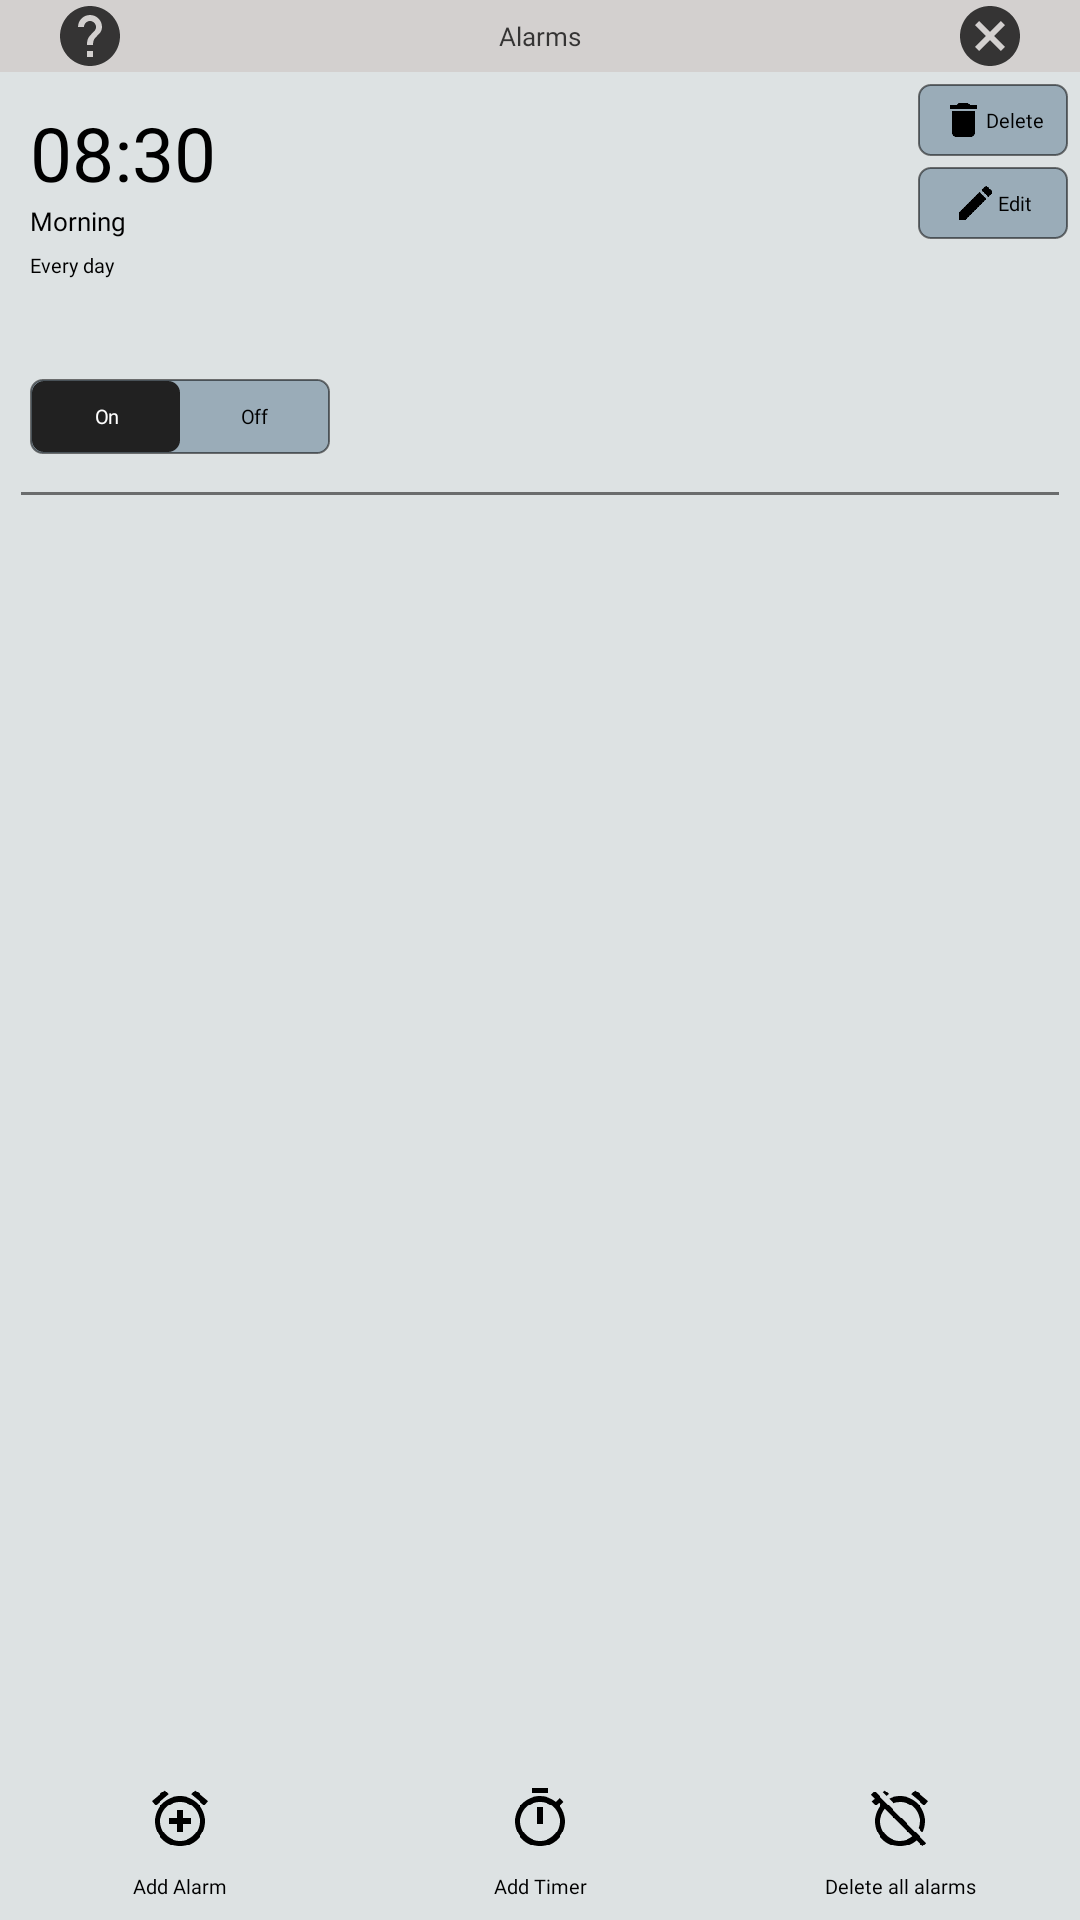 Alarms
08:30
Delete
Morning
Edit
Every day
On
Off
Add Alarm
Add Timer
Delete all alarms